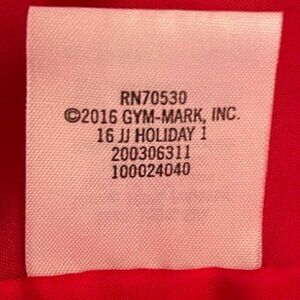 RN70530
©2016 GYM-MARK, INC.
16 JJ HOLIDAY 1
200306311
100024040